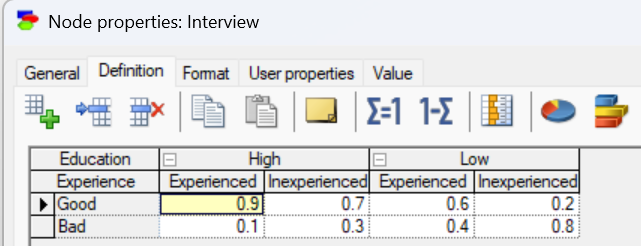 Node properties: Interview
General Definition Format User properties Value
Σ=1 1-Σ
Education High Low
Experience Experienced Inexperienced Experienced Inexperienced
Good 0.9 0.7 0.6 0.2
Bad 0.1 0.3 0.4 0.8